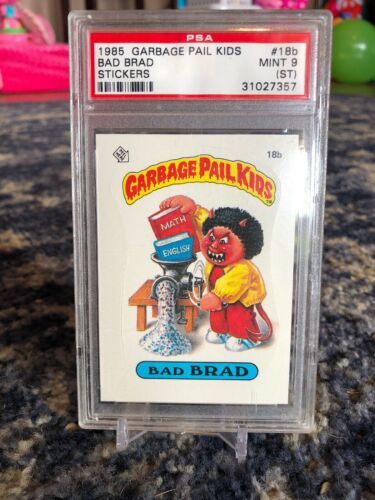 PSA
1985 GARBAGE PAIL KIDS #18b
BAD BRAD MINT 9
STICKERS (ST)
31027357
18b
GARBAGE PAIL KIDS
MATH
ENGLISH
BAD BRAD